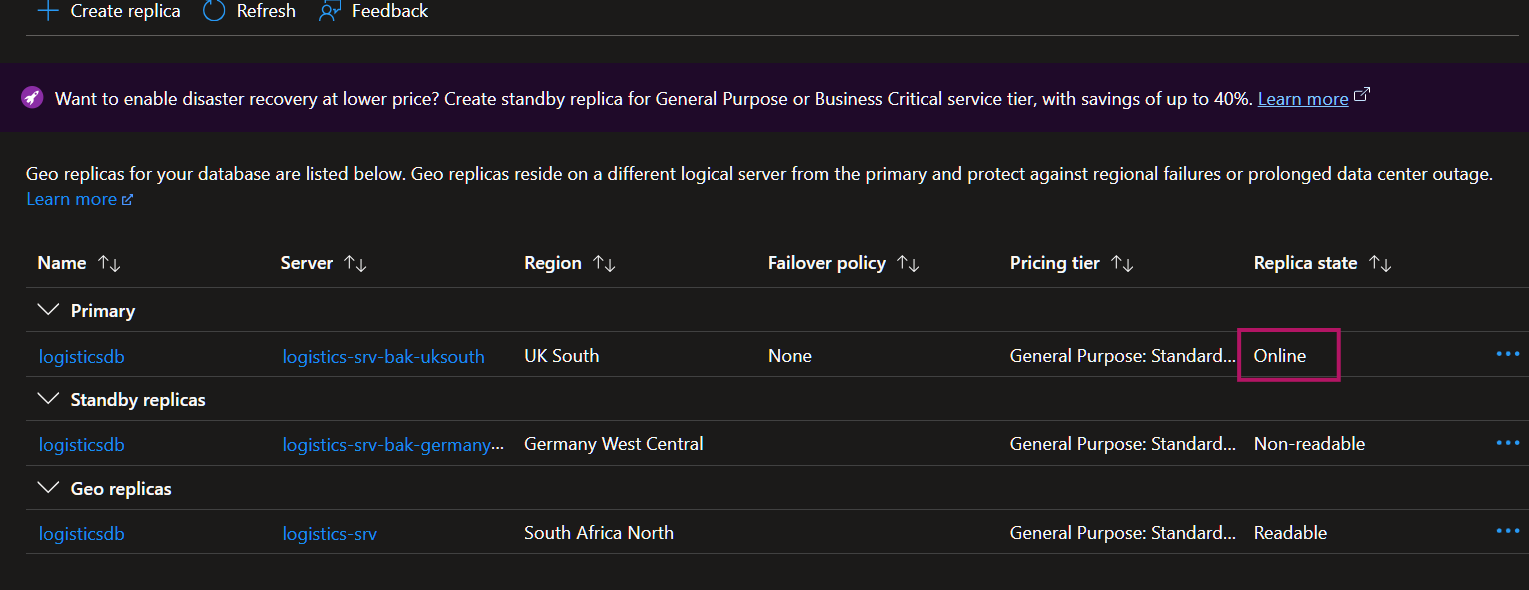 Create replica Refresh Feedback
Want to enable disaster recovery at lower price? Create standby replica for General Purpose or Business Critical service tier, with savings of up to 40%. Learn more
Geo replicas for your database are listed below. Geo replicas reside on a different logical server from the primary and protect against regional failures or prolonged data center outage.
Learn more
Name Server Region Failover policy Pricing tier Replica state
Primary
logisticsdb logistics-srv-bak-uksouth UK South None General Purpose: Standard... Online
Standby replicas
logisticsdb logistics-srv-bak-germany... Germany West Central General Purpose: Standard... Non-readable
Geo replicas
logisticsdb logistics-srv South Africa North General Purpose: Standard... Readable